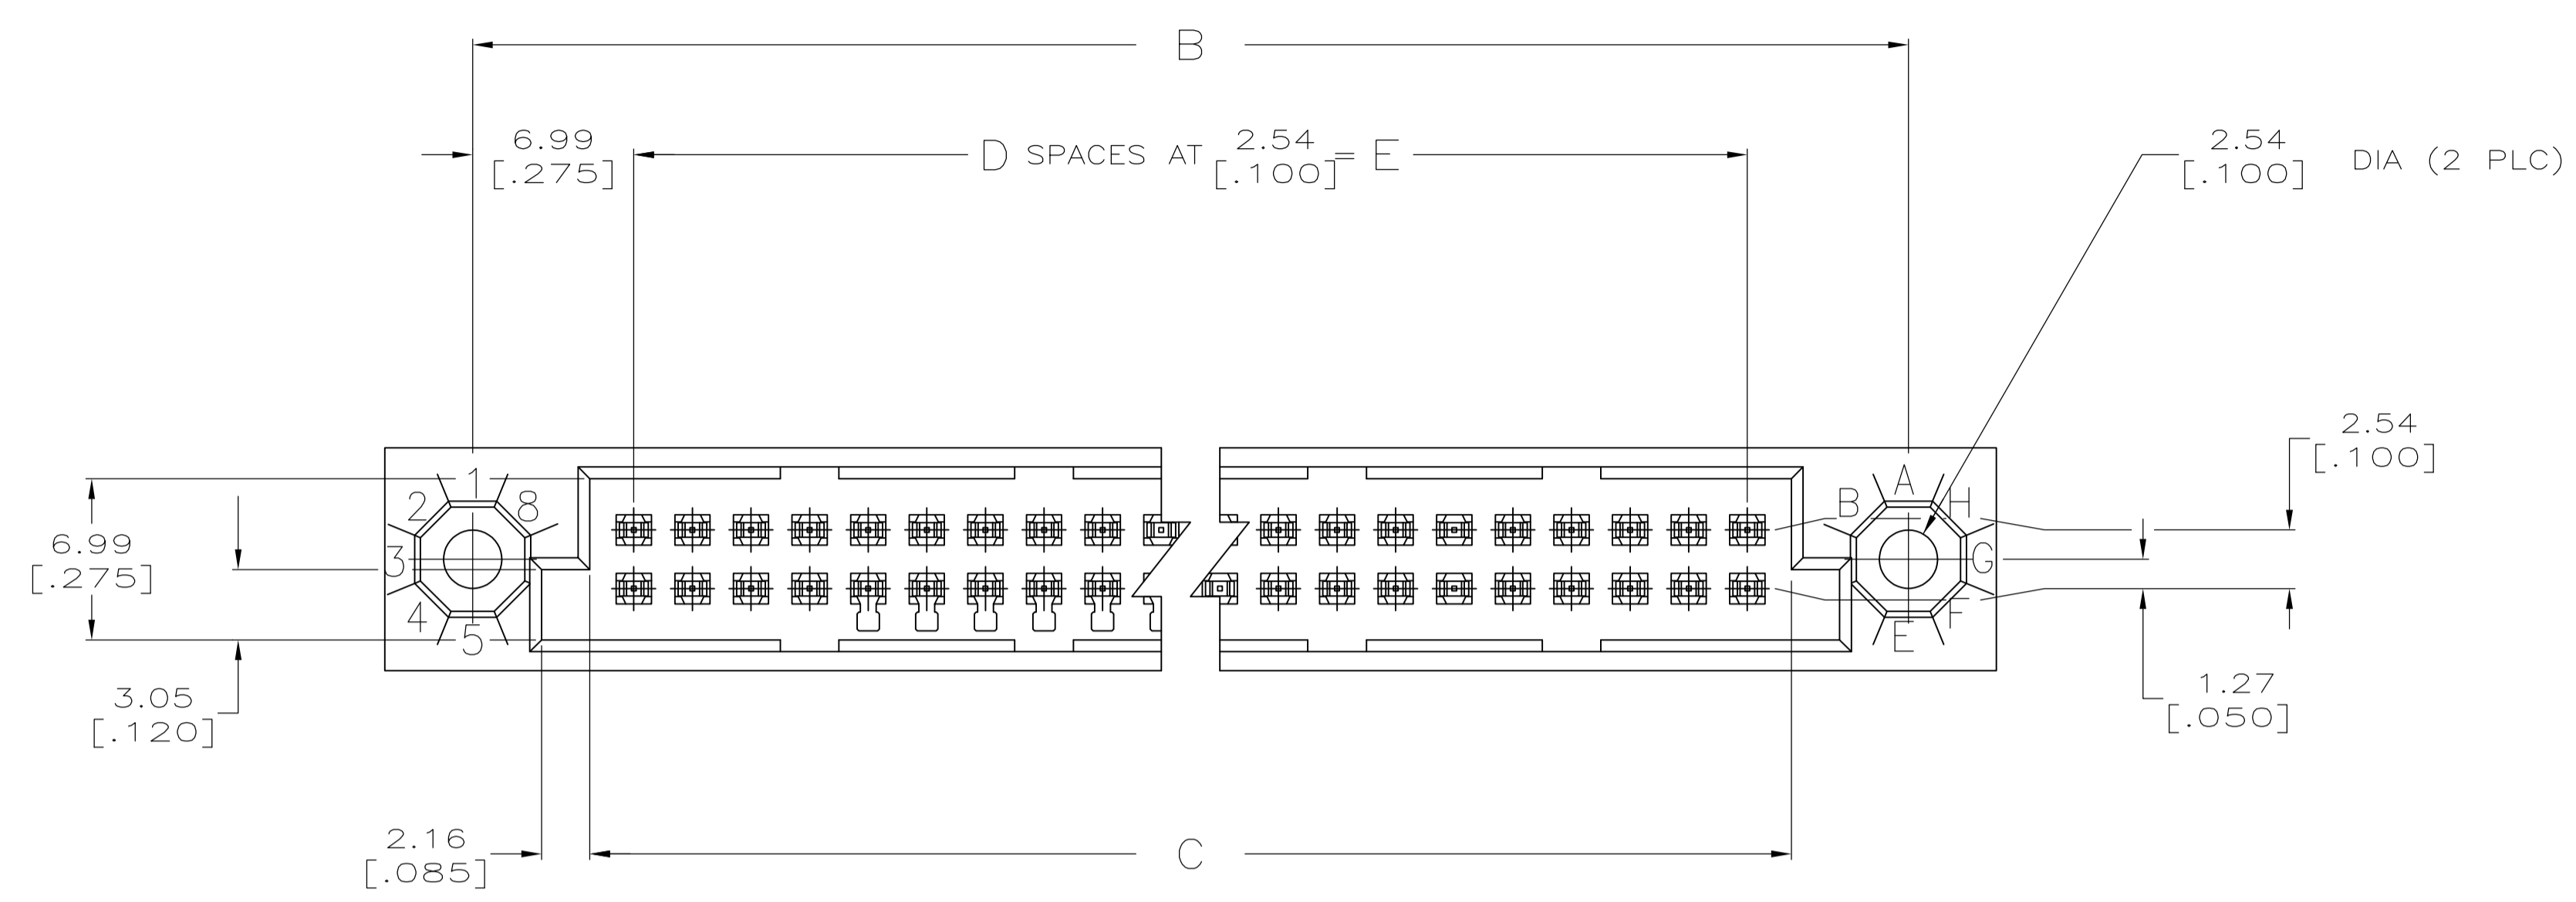 B
6.99
[.275]
D SPACES AT 2.54 [.100] = E
2.54
[.100] DIA (2 PLC)
2.54
[.100]
1
2
8
3
4
5
A
B
H
G
F
E
6.99
[.275]
3.05
[.120]
1.27
[.050]
2.16
[.085]
C